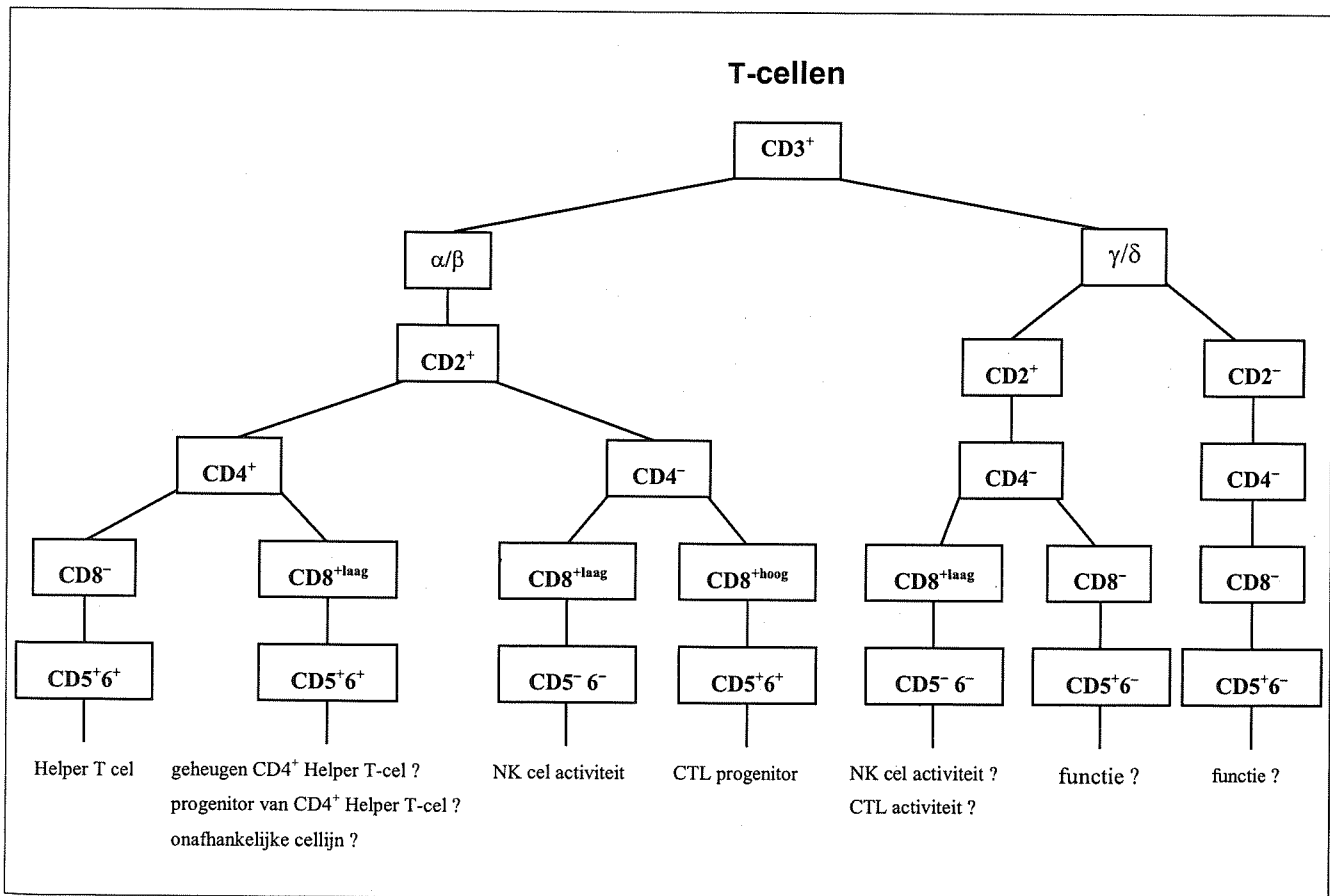 T-cellen
CD3⁺
α/β
γ/δ
CD2⁺
CD2⁺
CD2⁻
CD4⁺
CD4⁻
CD4⁻
CD4⁻
CD8⁻
CD8⁺ˡᵃᵃᵍ
CD8⁺ˡᵃᵃᵍ
CD8⁺ʰᵒᵒᵍ
CD8⁺ˡᵃᵃᵍ
CD8⁻
CD8⁻
CD5⁺6⁺
CD5⁺6⁺
CD5⁻ 6⁻
CD5⁺6⁺
CD5⁻ 6⁻
CD5⁺6⁻
CD5⁺6⁻
Helper T cel
geheugen CD4⁺ Helper T-cel ?
progenitor van CD4⁺ Helper T-cel ?
onafhankelijke cellijn ?
NK cel activiteit
CTL progenitor
NK cel activiteit ?
CTL activiteit ?
functie ?
functie ?